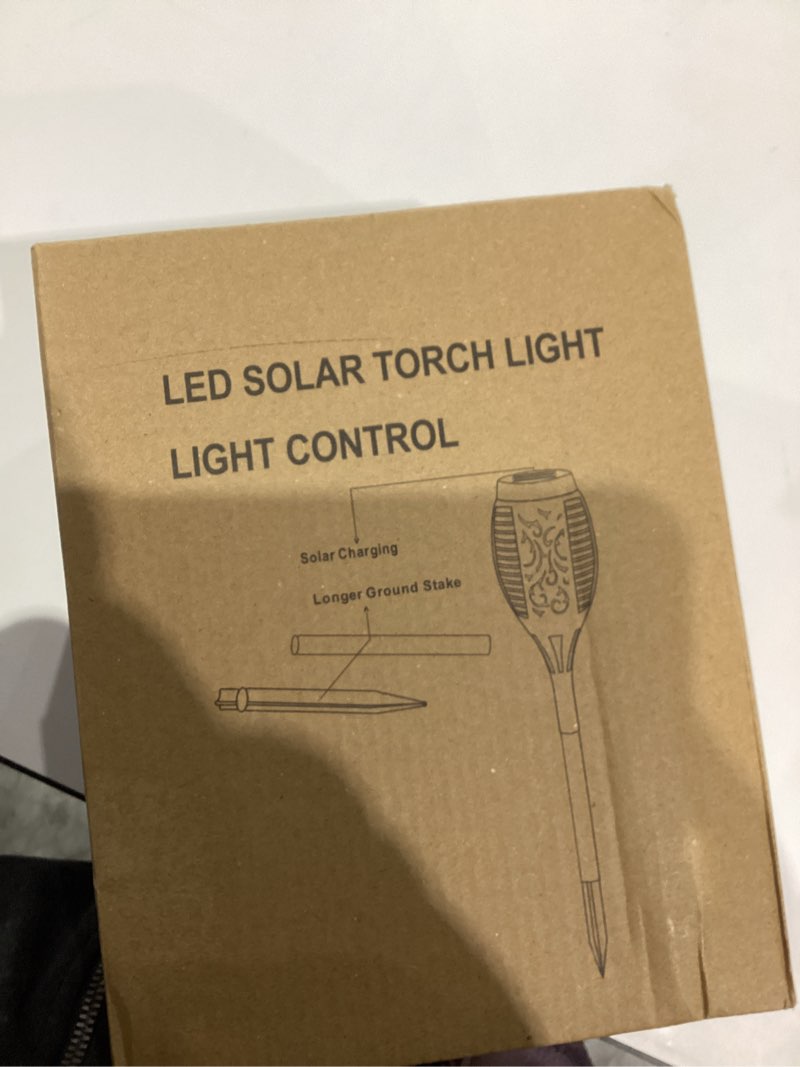 LED SOLAR TORCH LIGHT
LIGHT CONTROL
Solar Charging
Longer Ground Stake